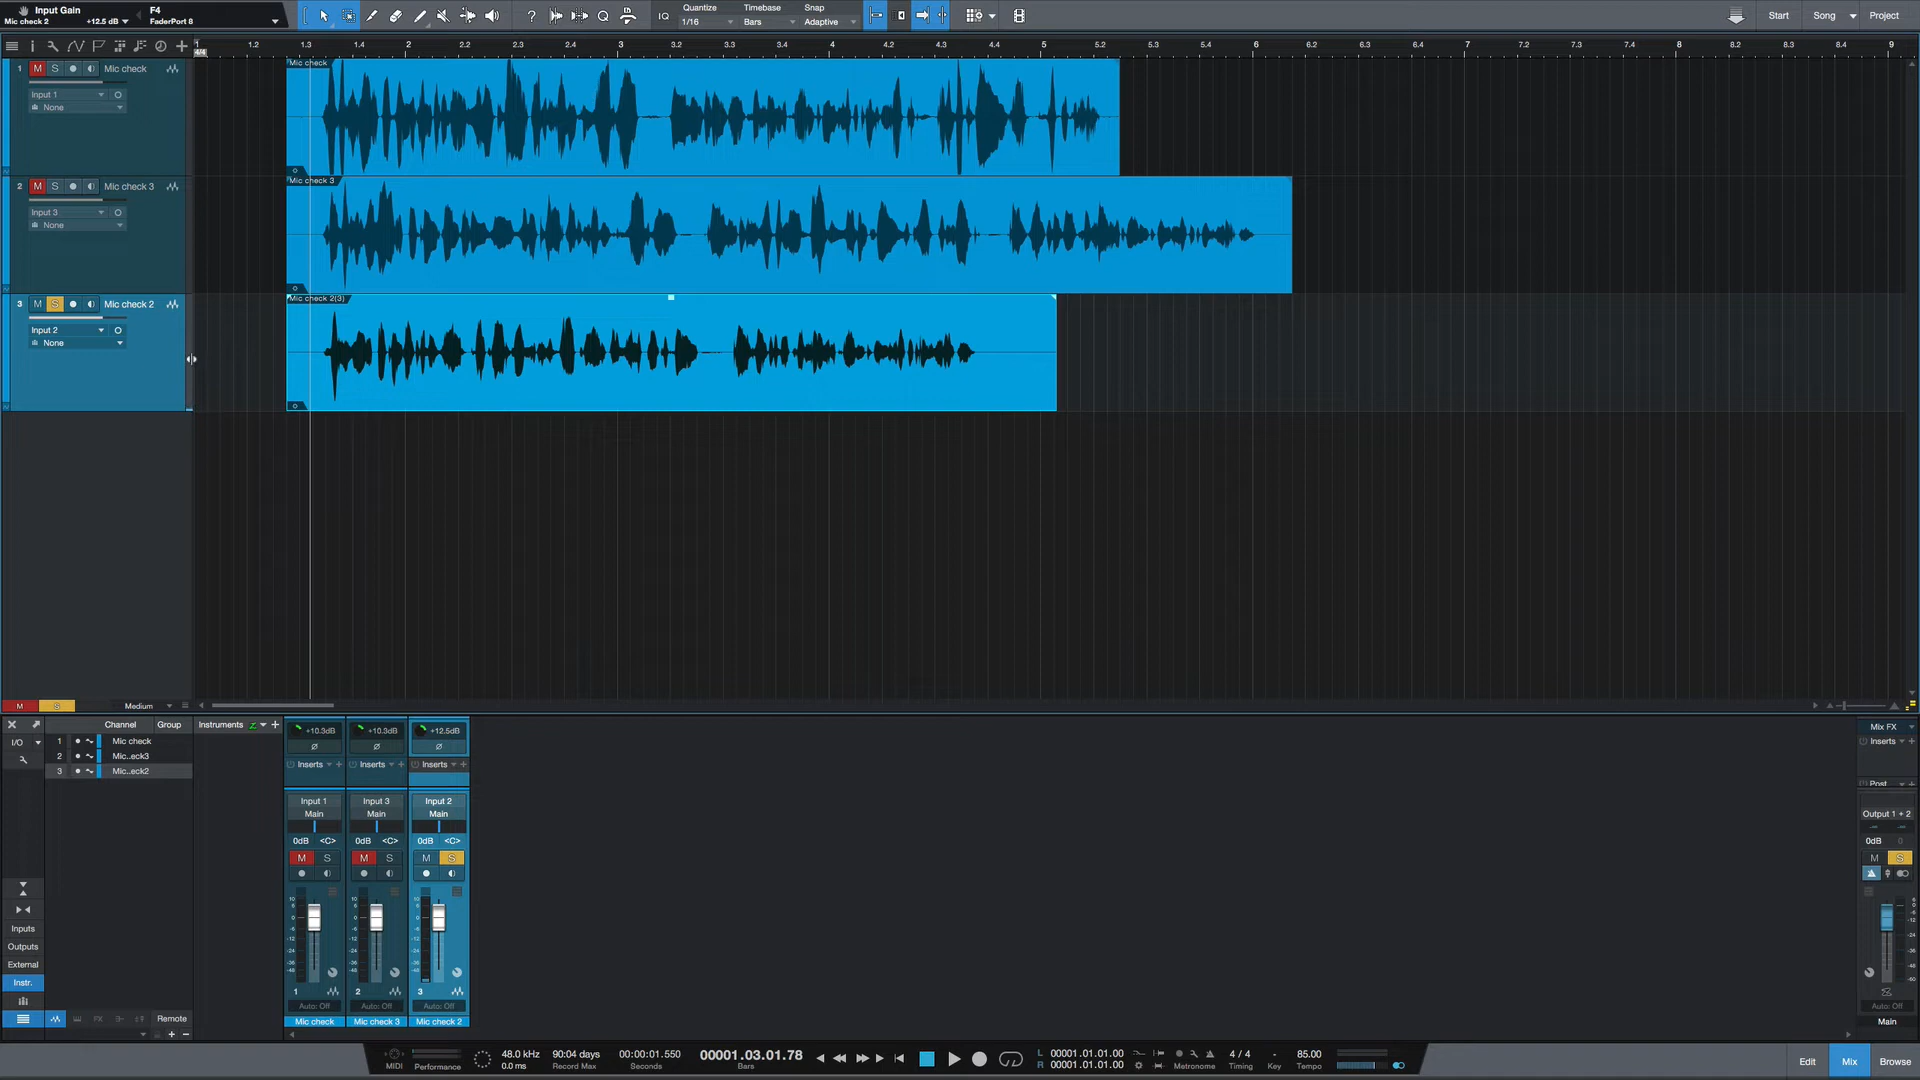 Input Gain
Mic check 2 +12.5 dB
F4
FaderPort 8
IQ
Quantize
1/16
Timebase
Bars
Snap
Adaptive
Start
Song
Project
1 1.2 1.3 1.4 2 2.2 2.3 2.4 3 3.2 3.3 3.4 4 4.2 4.3 4.4 5 5.2 5.3 5.4 6 6.2 6.3 6.4 7 7.2 7.3 7.4 8 8.2 8.3 8.4 9
4/4
1 M S Mic check
Input 1
None
Mic check
2 M S Mic check 3
Input 3
None
Mic check 3
3 M S Mic check 2
Input 2
None
Mic check 2(3)
M S Medium
Channel Group
I/O
1 Mic check
2 Mic..eck3
3 Mic..eck2
Instruments
+10.3dB +10.3dB +12.5dB
Inserts Inserts Inserts
Input 1 Input 3 Input 2
Main Main Main
0dB <C> 0dB <C> 0dB <C>
M S M S M S
1 2 3
Auto: Off Auto: Off Auto: Off
Mic check Mic check 3 Mic check 2
Inputs
Outputs
External
Instr.
FX
Remote
Mix FX
Inserts
Post
Output 1 + 2
0dB 0
M S
Auto: Off
Main
MIDI
Performance
48.0 kHz
0.0 ms
90:04 days
Record Max
00:00:01.550
Seconds
00001.03.01.78
Bars
L 00001.01.01.00
R 00001.01.01.00
Metronome
4 / 4
Timing
-
Key
85.00
Tempo
Edit
Mix
Browse